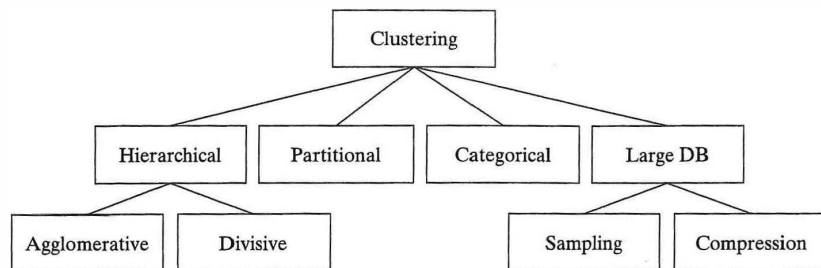 Clustering
Hierarchical
Partitional
Categorical
Large DB
Agglomerative
Divisive
Sampling
Compression